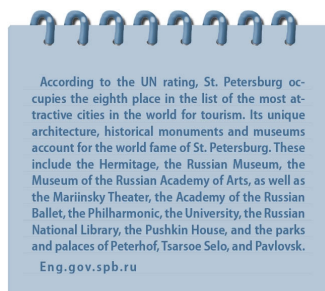 According to the UN rating, St. Petersburg oc-
cupies the eighth place in the list of the most at-
tractive cities in the world for tourism. Its unique
architecture, historical monuments and museums
account for the world fame of St. Petersburg. These
include the Hermitage, the Russian Museum, the
Museum of the Russian Academy of Arts, as well as
the Mariinsky Theater, the Academy of the Russian
Ballet, the Philharmonic, the University, the Russian
National Library, the Pushkin House, and the parks
and palaces of Peterhof, Tsarsoe Selo, and Pavlovsk.
Eng.gov.spb.ru